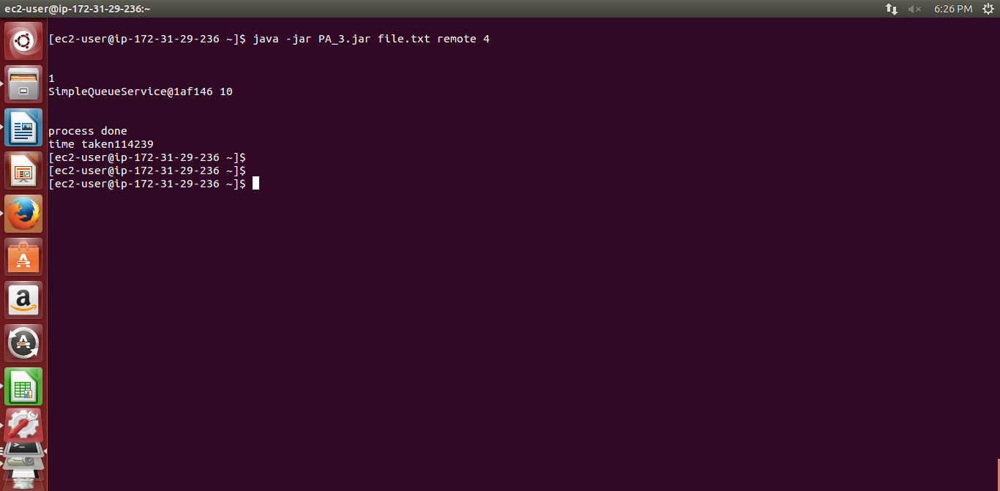 ec2-user@ip-172-31-29-236:~
6:26 PM
[ec2-user@ip-172-31-29-236 ~]$ java -jar PA_3.jar file.txt remote 4
1
SimpleQueueService@1af146 10
process done
time taken114239
[ec2-user@ip-172-31-29-236 ~]$
[ec2-user@ip-172-31-29-236 ~]$
[ec2-user@ip-172-31-29-236 ~]$
a